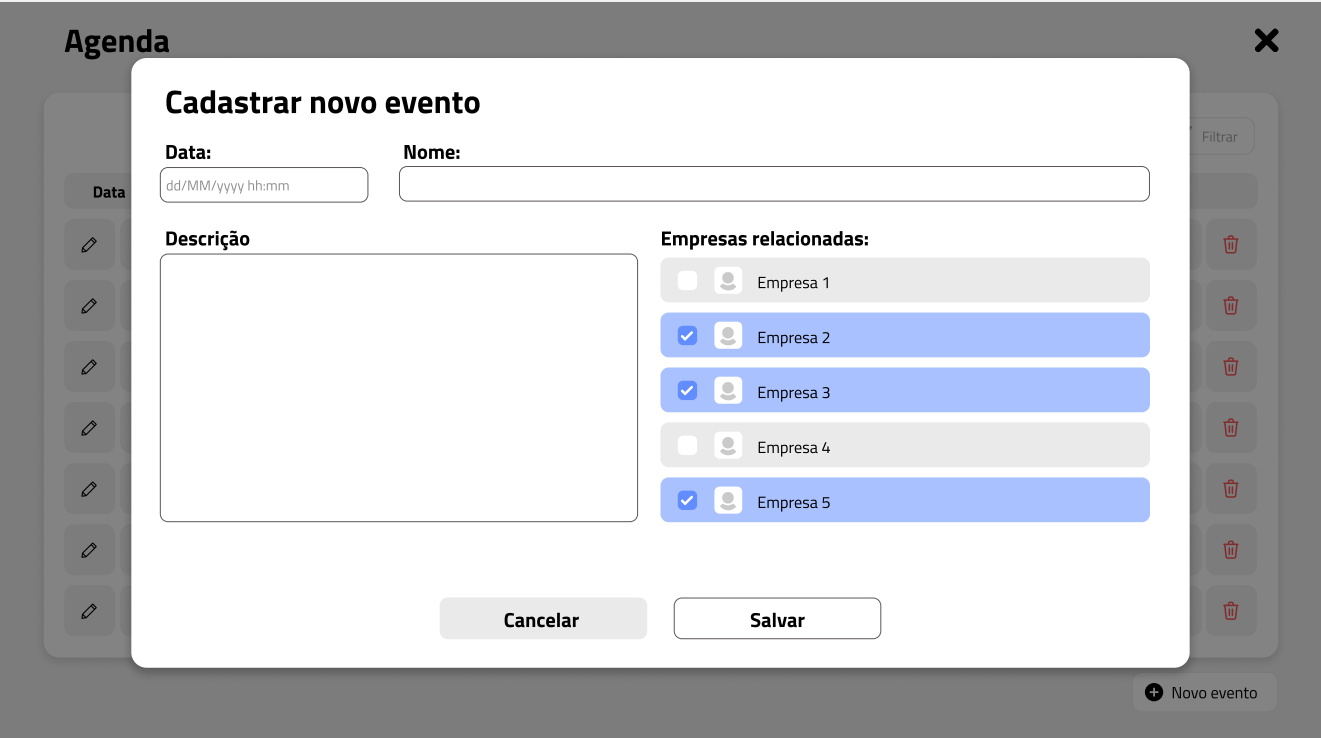 Agenda
Cadastrar novo evento
Data:
Nome:
dd/MM/yyyy hh:mm
Filtrar
Data
Descrição
Empresas relacionadas:
Empresa 1
Empresa 2
Empresa 3
Empresa 4
Empresa 5
Cancelar
Salvar
Novo evento